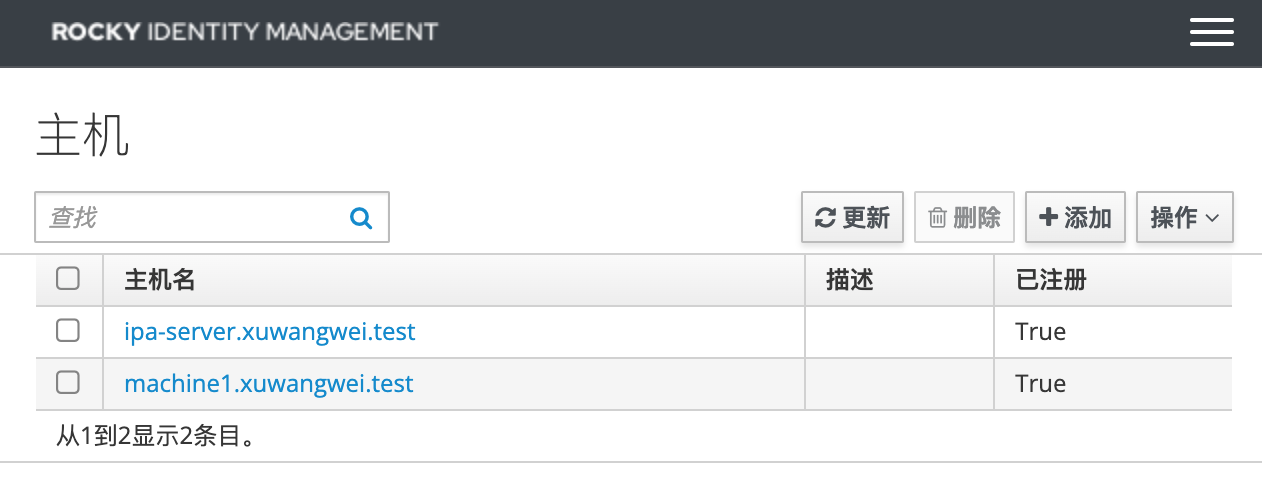 ROCKY IDENTITY MANAGEMENT
主机
查找
更新 删除 添加 操作
主机名 描述 已注册
ipa-server.xuwangwei.test True
machine1.xuwangwei.test True
从1到2显示2条目。